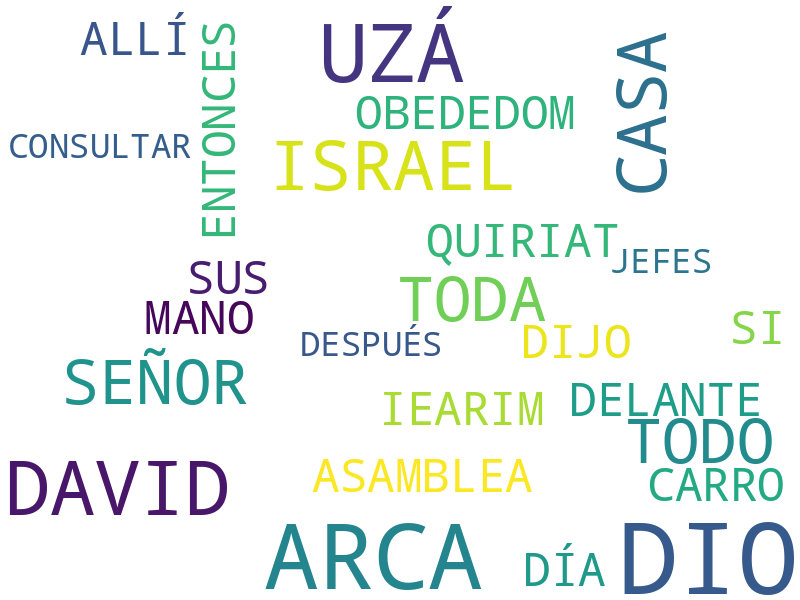 ALLÍ
ENTONCES
UZÁ
CASA
OBEDEDOM
CONSULTAR
ISRAEL
QUIRIAT
JEFES
SUS
TODA
MANO
DESPUÉS
DIJO
SI
SEÑOR
IEARIM
DELANTE
TODO
DAVID
ASAMBLEA
CARRO
ARCA
DÍA
DIO